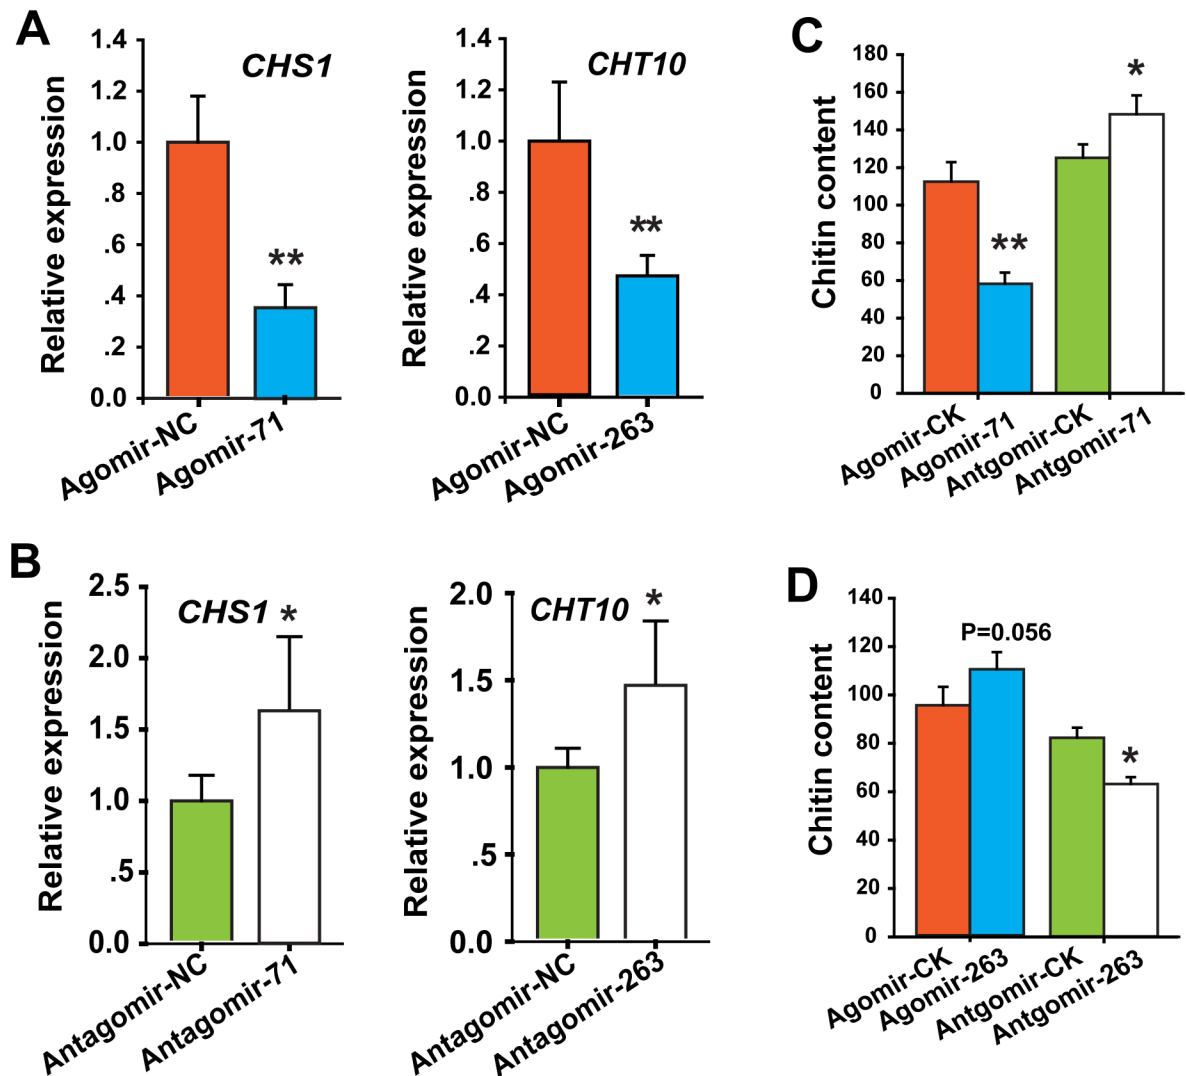 A
Relative expression
1.4
1.2
1.0
.8
.6
.4
.2
0.0
CHS1
**
Agomir-NC
Agomir-71
Relative expression
1.4
1.2
1.0
.8
.6
.4
.2
0.0
CHT10
**
Agomir-NC
Agomir-263
B
Relative expression
2.5
2.0
1.5
1.0
.5
0.0
CHS1 *
Antagomir-NC
Antagomir-71
Relative expression
2.0
1.5
1.0
.5
0.0
CHT10 *
Antagomir-NC
Antagomir-263
C
Chitin content
180
160
140
120
100
80
60
40
20
0
**
*
Agomir-CK
Agomir-71
Antgomir-CK
Antgomir-71
D
Chitin content
140
120
100
80
60
40
20
0
P=0.056
*
Agomir-CK
Agomir-263
Antgomir-CK
Antgomir-263